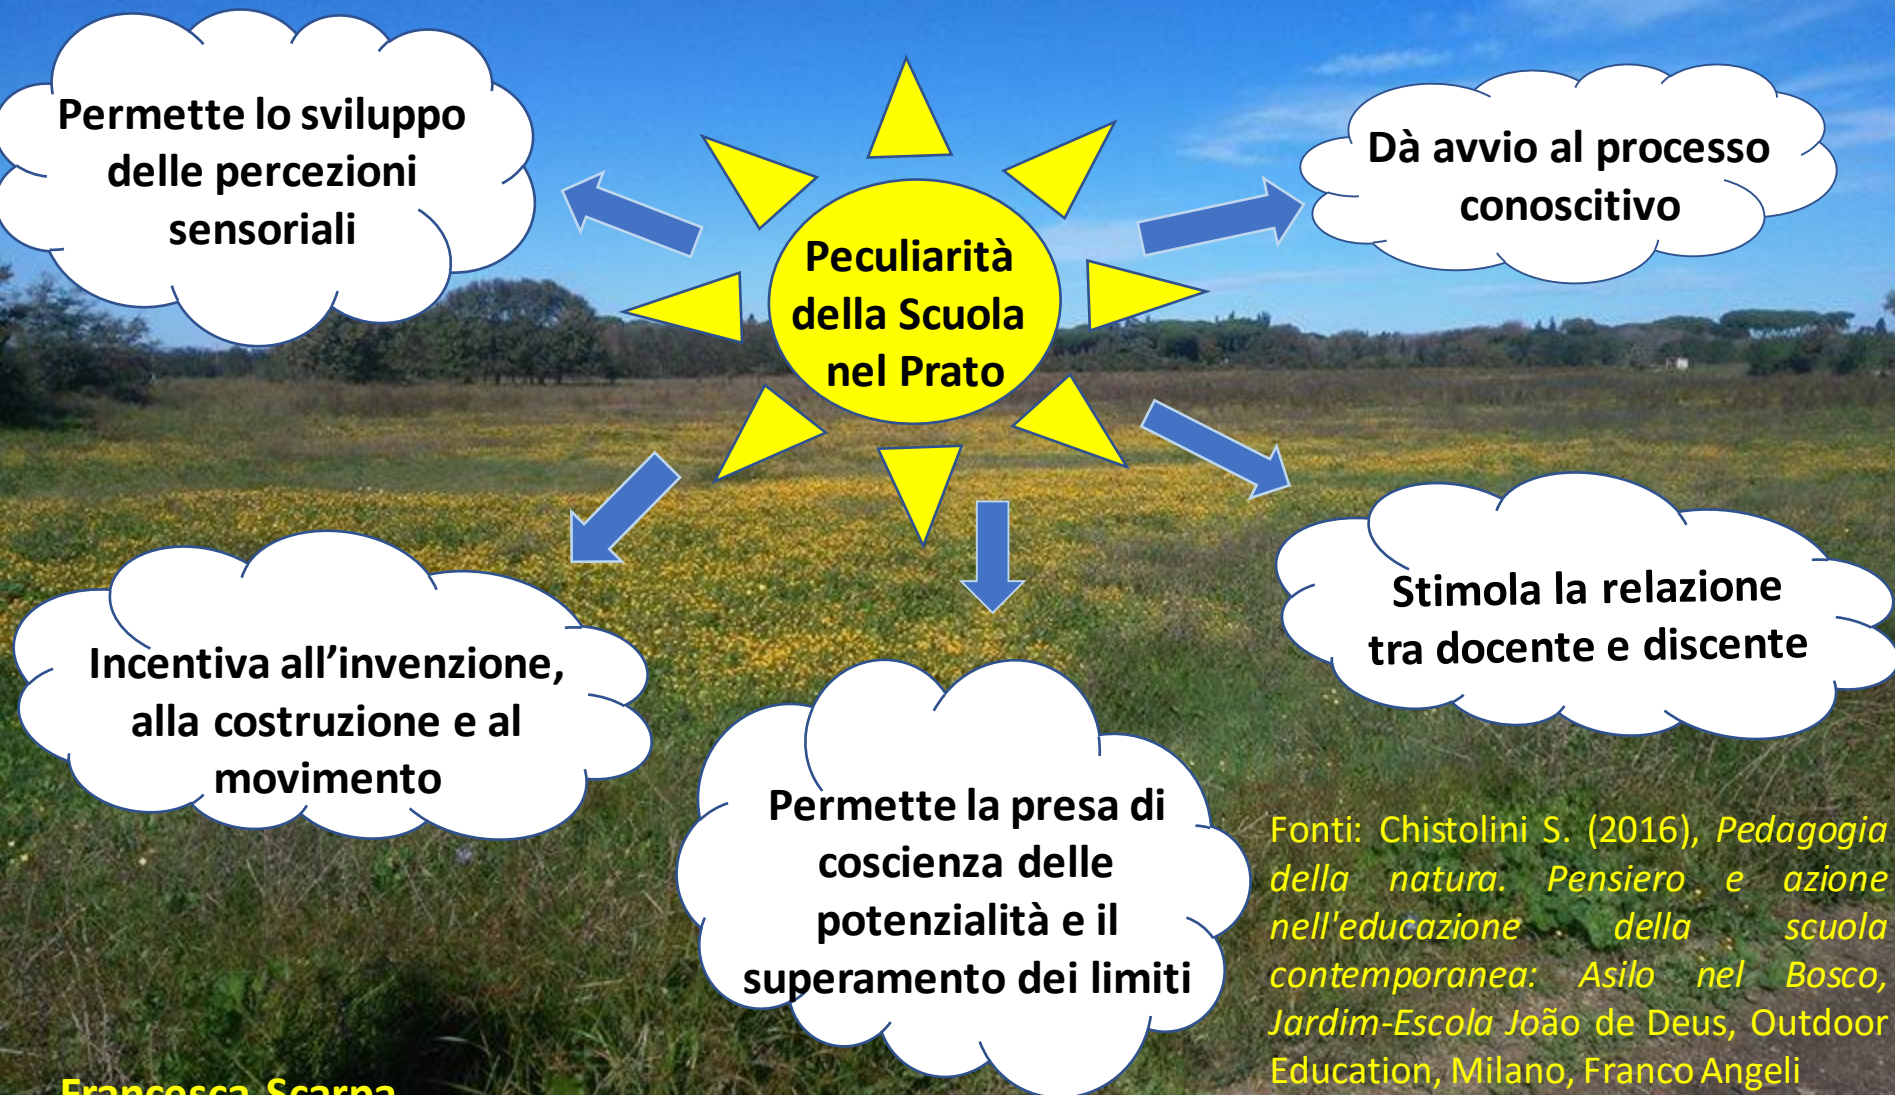 Permette lo sviluppo
delle percezioni
sensoriali
Peculiarità
della Scuola
nel Prato
Dà avvio al processo
conoscitivo
Incentiva all’invenzione,
alla costruzione e al
movimento
Permette la presa di
coscienza delle
potenzialità e il
superamento dei limiti
Stimola la relazione
tra docente e discente
Fonti: Chistolini S. (2016), Pedagogia
della natura. Pensiero e azione
nell'educazione della scuola
contemporanea: Asilo nel Bosco,
Jardim-Escola João de Deus, Outdoor
Education, Milano, Franco Angeli
Francesca Scarpa